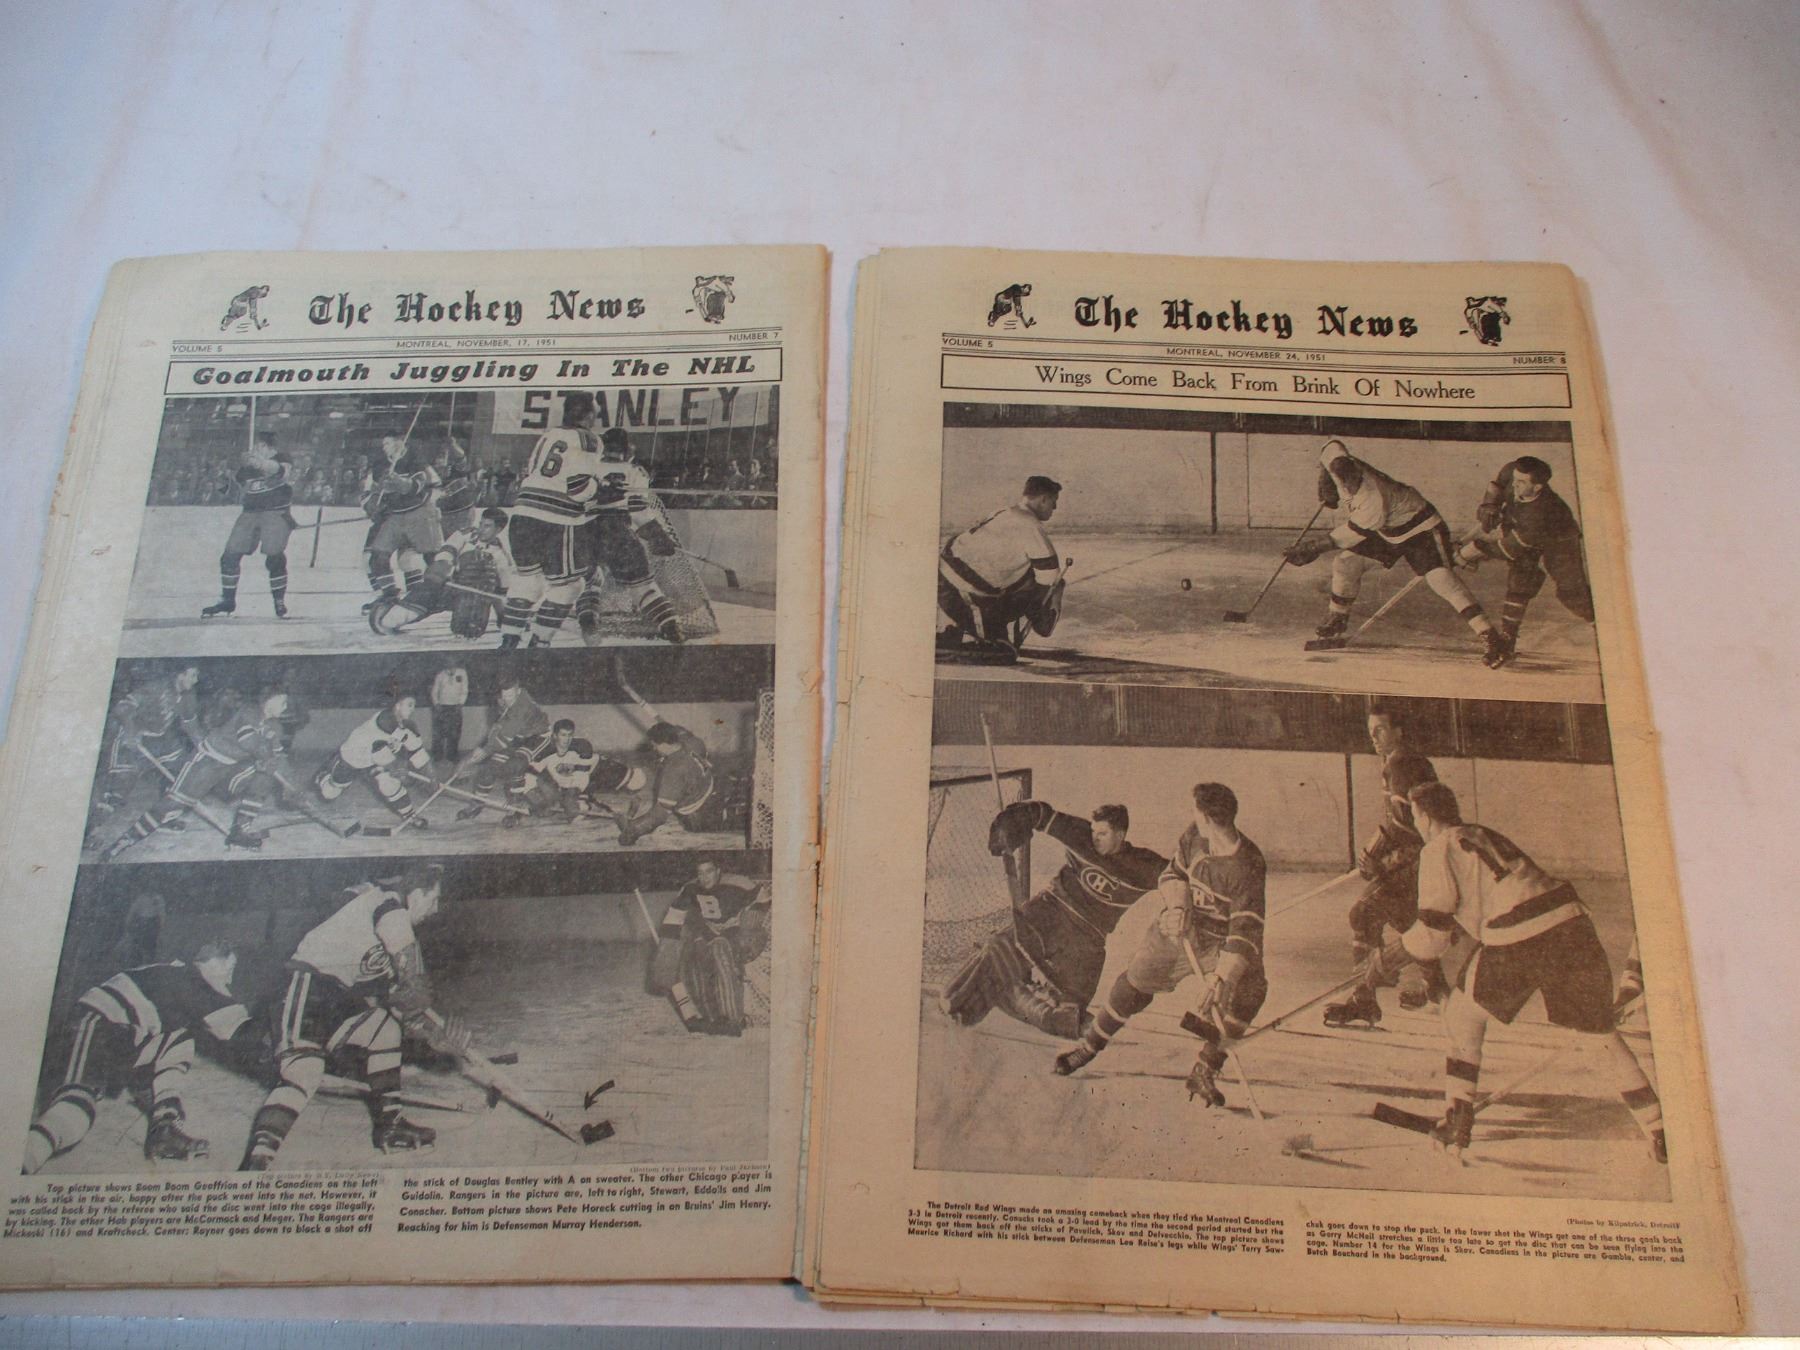 The Hockey News
VOLUME 5
MONTREAL, NOVEMBER, 17, 1951
NUMBER 7
Goalmouth Juggling In The NHL
STANLEY
16
B
(Top picture by N.Y. Daily News)
(Bottom two pictures by Paul
Top picture shows Boom Boom Geoffrion of the Canadiens on the left
with his stick in the air, happy after the puck went into the net. However, it
was called back by the referee who said the disc went into the cage illegally,
by kicking. The other Hab players are McCormack and Meger. The Rangers are
Mickoski (16) and Kraftcheck. Center: Rayner goes down to block a shot off
the stick of Douglas Bentley with A on sweater. The other Chicago player is
Guidolin. Rangers in the picture are, left to right, Stewart, Eddolls and Jim
Conacher. Bottom picture shows Pete Horeck cutting in on Bruins' Jim Henry.
Reaching for him is Defenseman Murray Henderson.
The Hockey News
VOLUME 5
MONTREAL, NOVEMBER 24, 1951
NUMBER 8
Wings Come Back From Brink Of Nowhere
The Detroit Red Wings made an amazing comeback when they tied the Montreal Canadiens
3-3 in Detroit recently. Canucks took a 3-0 lead by the time the second period started but the
Wings got them back off the sticks of Pavelich, Skov and Delvecchio. The top picture shows
Maurice Richard with his stick between Defenseman Leo Reise's legs while Wings' Terry Saw-
(Photos by Kilpatrick, Detroit)
chuk goes down to stop the puck. In the lower shot the Wings get one of the three goals back
as Gerry McNeil stretches a little too late to get the disc that can be seen flying into the
cage. Number 14 for the Wings is Skov. Canadiens in the picture are Gamble, center, and
Butch Bouchard in the background.